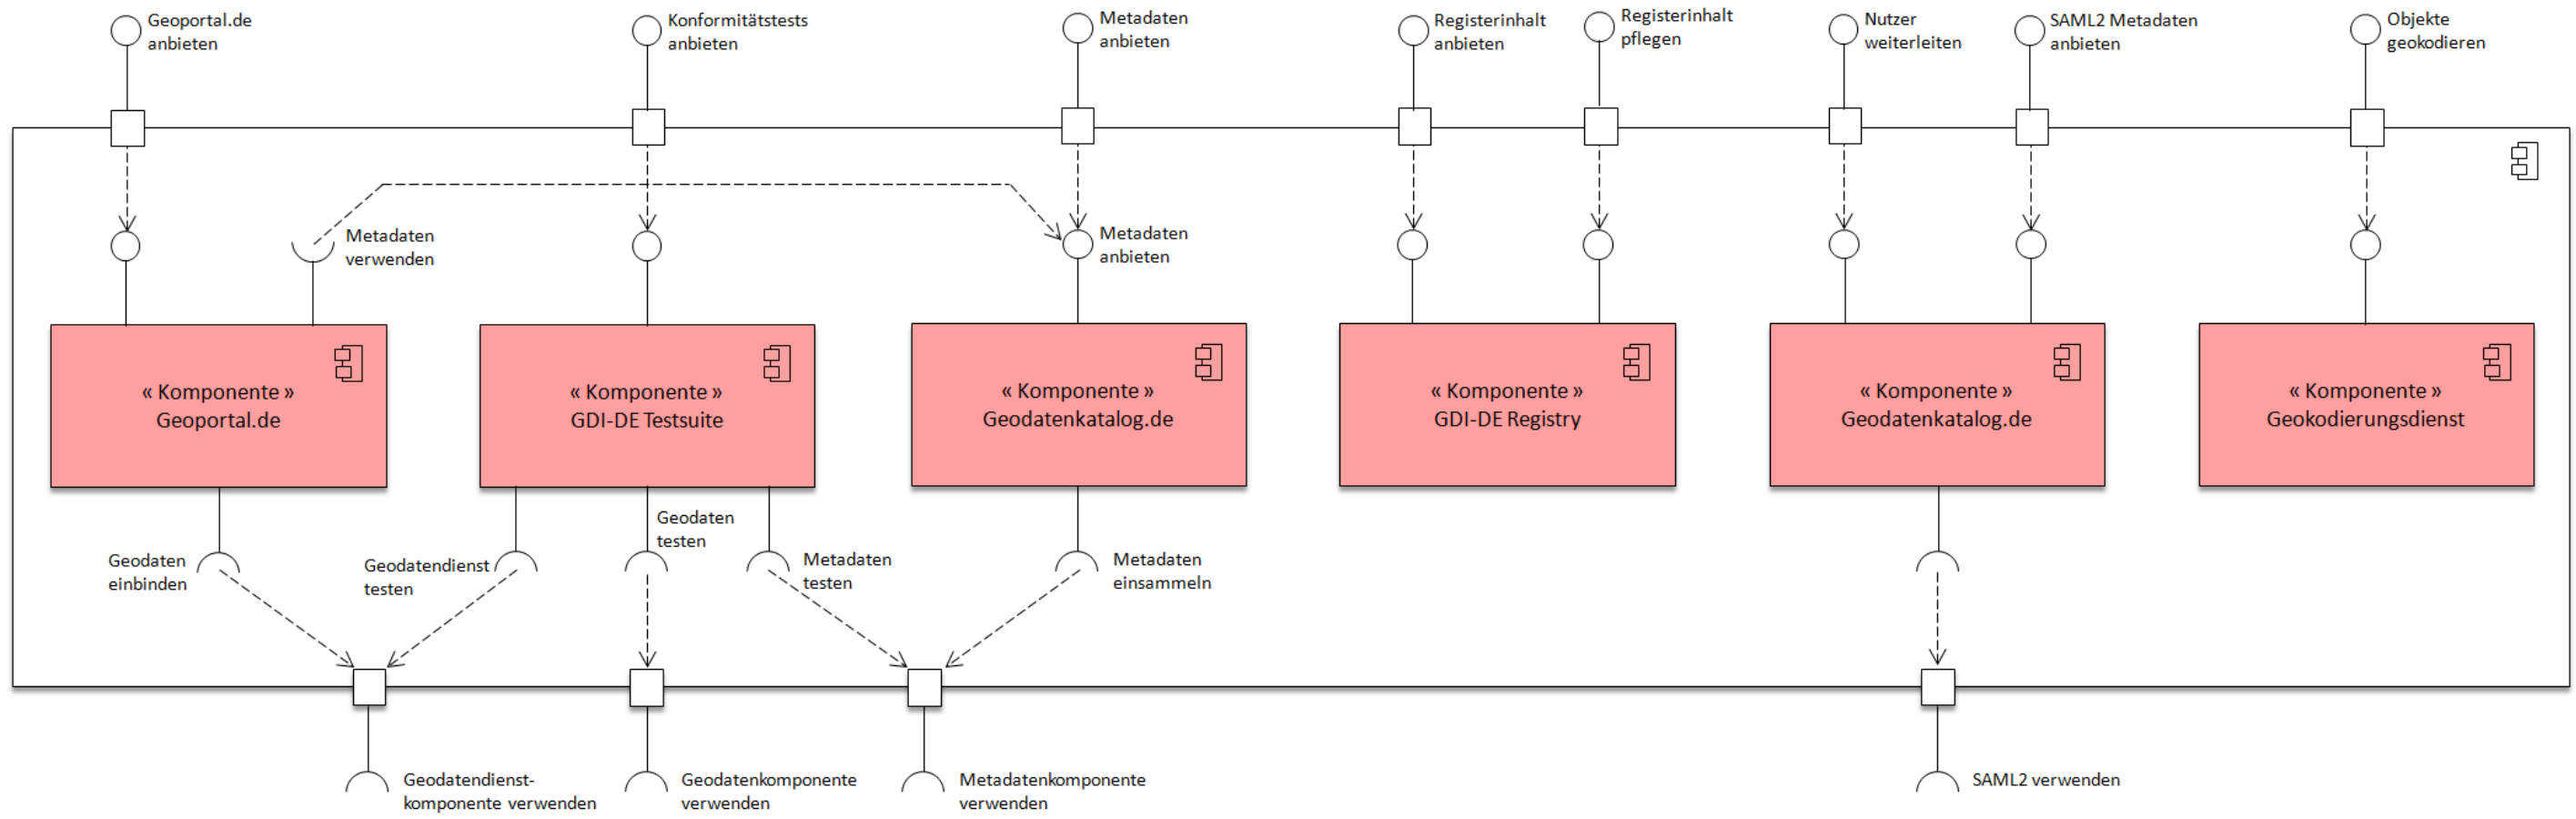 Geoportal.de
anbieten
Konformitätstests
anbieten
Metadaten
anbieten
Registerinhalt
anbieten
Registerinhalt
pflegen
Nutzer
weiterleiten
SAML2 Metadaten
anbieten
Objekte
geokodieren
Metadaten
verwenden
Metadaten
anbieten
« Komponente »
Geoportal.de
« Komponente »
GDI-DE Testsuite
« Komponente »
Geodatenkatalog.de
« Komponente »
GDI-DE Registry
« Komponente »
Geodatenkatalog.de
« Komponente »
Geokodierungsdienst
Geodaten
einbinden
Geodatendienst
testen
Geodaten
testen
Metadaten
testen
Metadaten
einsammeln
Geodatendienst-
komponente verwenden
Geodatenkomponente
verwenden
Metadatenkomponente
verwenden
SAML2 verwenden